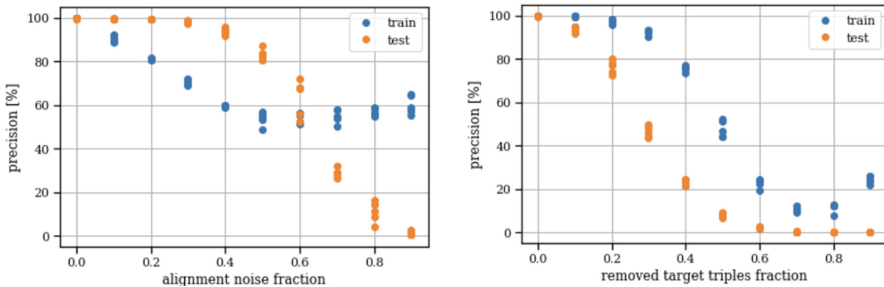 100
80
60
40
20
0
precision [%]
train
test
0.0 0.2 0.4 0.6 0.8
alignment noise fraction
100
80
60
40
20
0
precision [%]
train
test
0.0 0.2 0.4 0.6 0.8
removed target triples fraction